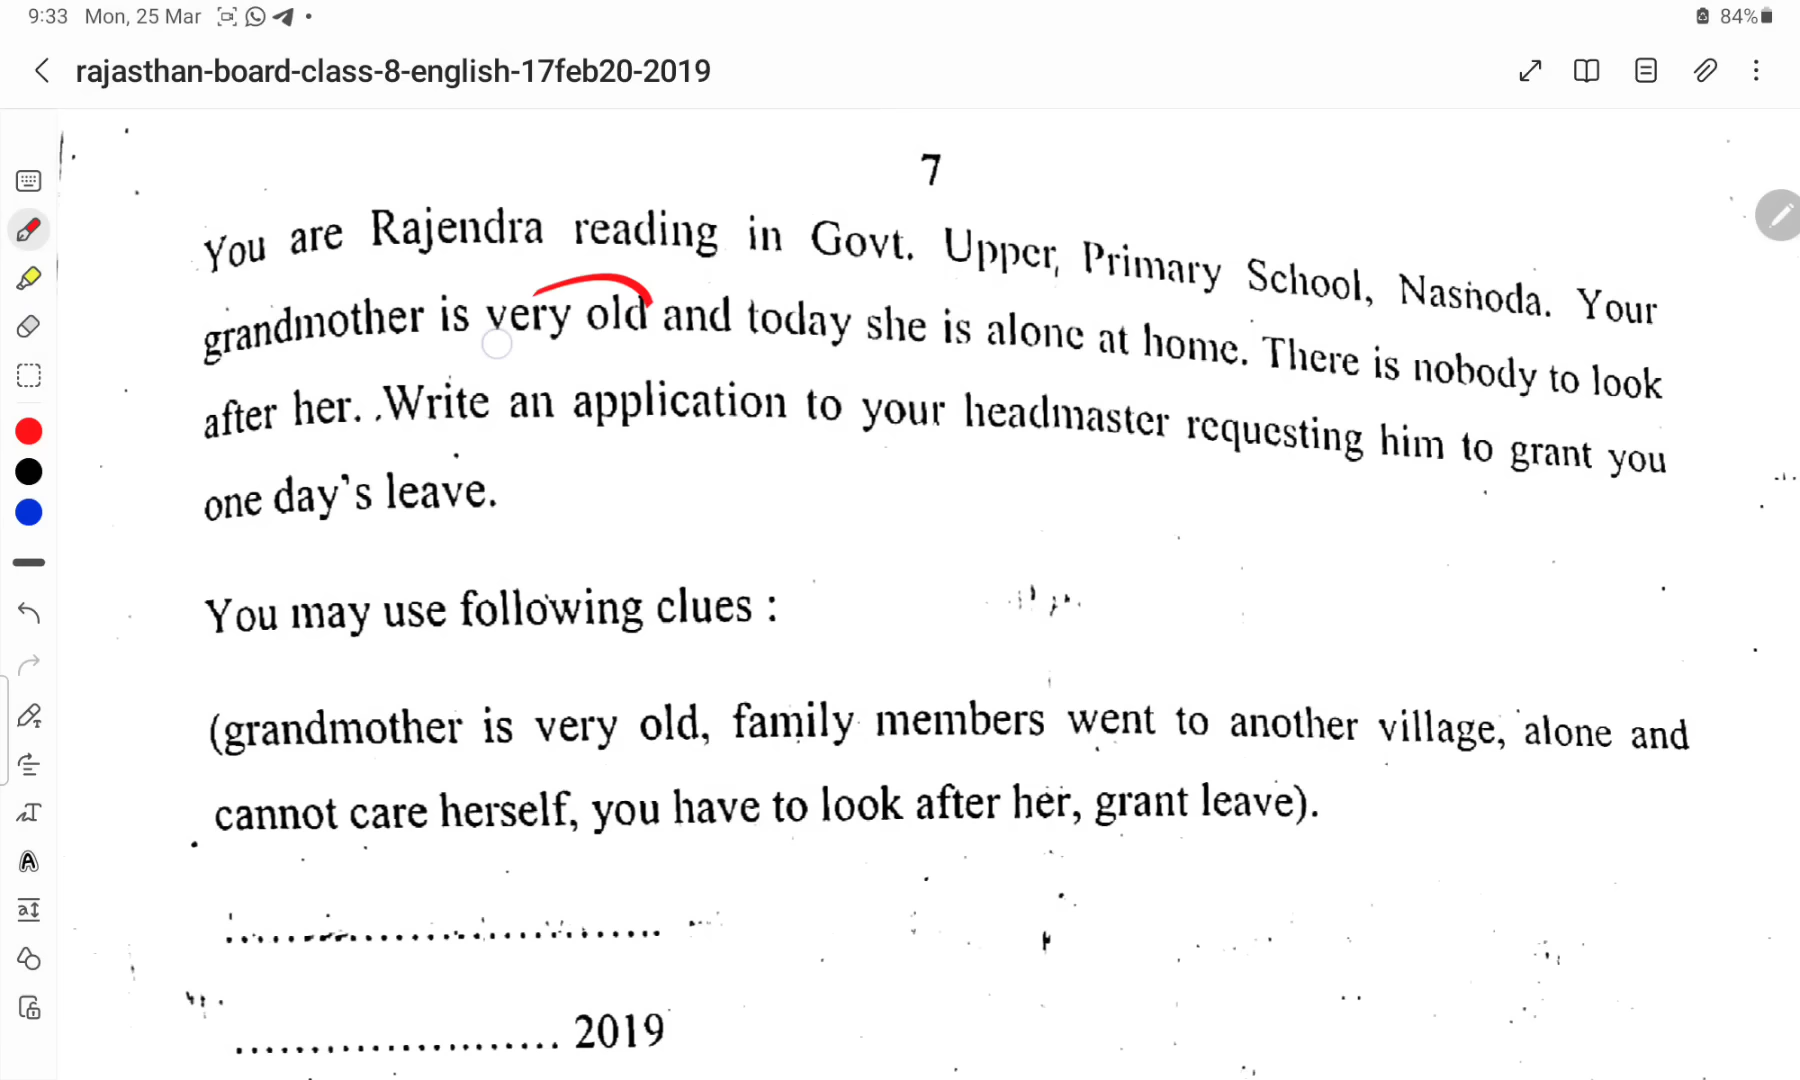 9:33 Mon, 25 Mar
84%
rajasthan-board-class-8-english-17feb20-2019
7
You are Rajendra reading in Govt. Upper, Primary School, Nashoda. Your
grandmother is very old and today she is alone at home. There is nobody to look
after her. .Write an application to your headmaster requesting him to grant you
one day's leave.
You may use following clues :
(grandmother is very old, family members went to another village, alone and
cannot care herself, you have to look after her, grant leave).
..............................
...................... 2019